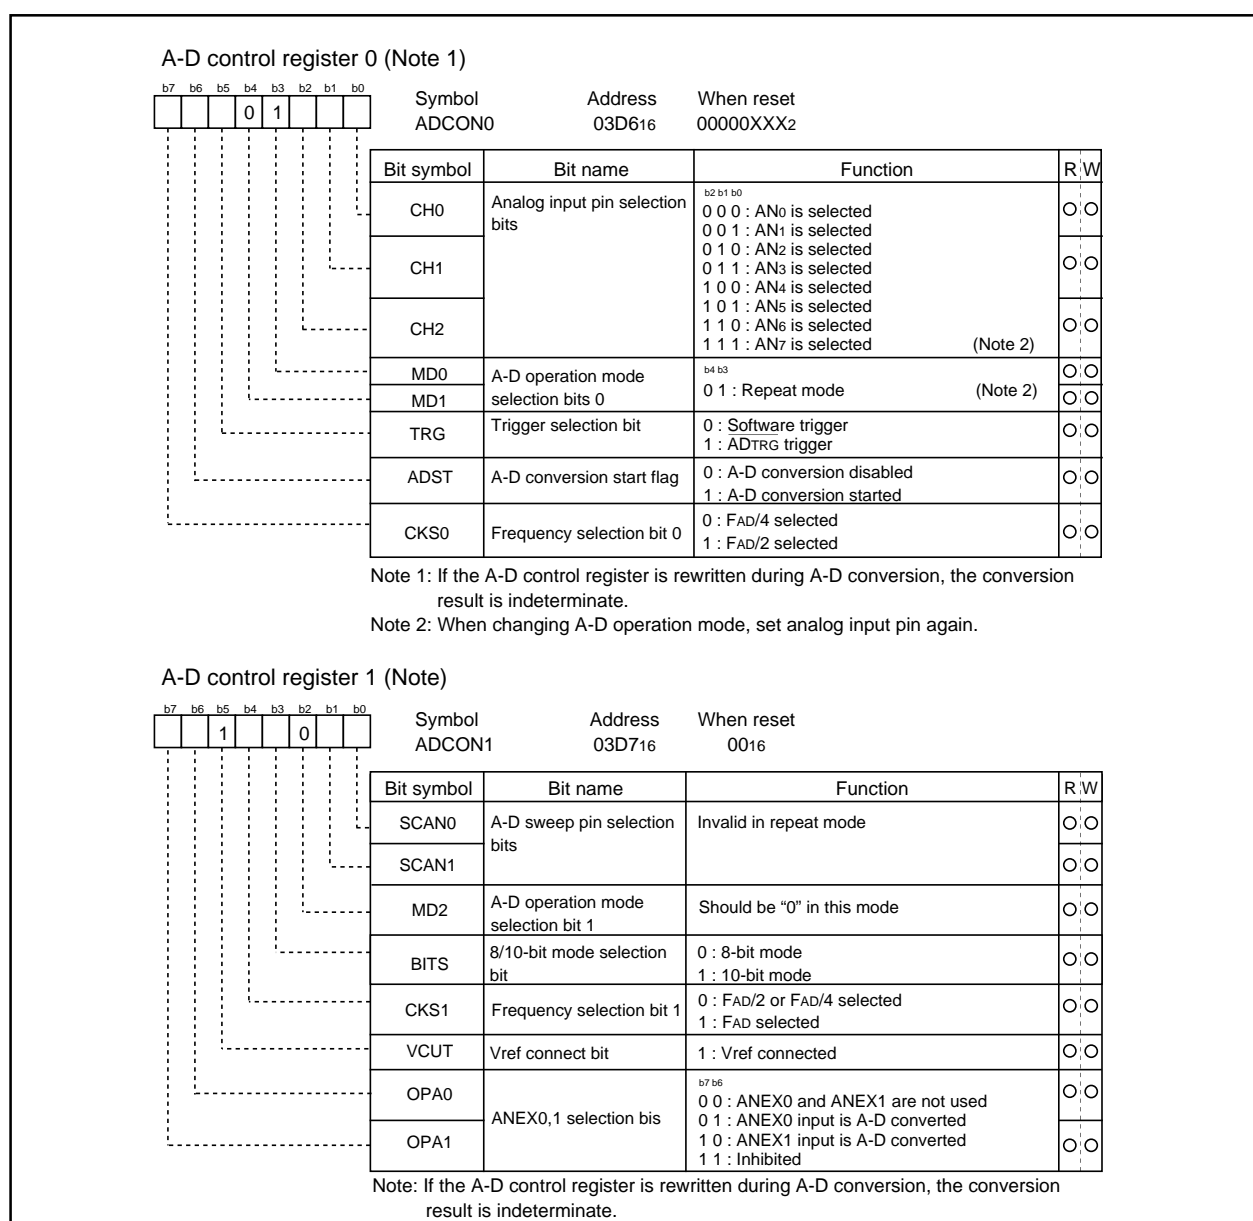 A-D control register 0 (Note 1)
b7 b6 b5 b4 b3 b2 b1 b0
0 1
Symbol Address When reset
ADCON0 03D616 00000XXX2
Bit symbol Bit name Function R W
CH0 Analog input pin selection bits
b2 b1 b0
0 0 0 : AN0 is selected
0 0 1 : AN1 is selected
0 1 0 : AN2 is selected
CH1
0 1 1 : AN3 is selected
1 0 0 : AN4 is selected
1 0 1 : AN5 is selected
CH2
1 1 0 : AN6 is selected
1 1 1 : AN7 is selected (Note 2)
MD0 A-D operation mode
b4 b3
0 1 : Repeat mode (Note 2)
MD1 selection bits 0
TRG Trigger selection bit 0 : Software trigger
1 : ADTRG trigger
ADST A-D conversion start flag 0 : A-D conversion disabled
1 : A-D conversion started
CKS0 Frequency selection bit 0 0 : FAD/4 selected
1 : FAD/2 selected
Note 1: If the A-D control register is rewritten during A-D conversion, the conversion
result is indeterminate.
Note 2: When changing A-D operation mode, set analog input pin again.
A-D control register 1 (Note)
b7 b6 b5 b4 b3 b2 b1 b0
1 0
Symbol Address When reset
ADCON1 03D716 0016
Bit symbol Bit name Function R W
SCAN0 A-D sweep pin selection Invalid in repeat mode
bits
SCAN1
MD2 A-D operation mode Should be “0” in this mode
selection bit 1
BITS 8/10-bit mode selection 0 : 8-bit mode
bit 1 : 10-bit mode
CKS1 Frequency selection bit 1 0 : FAD/2 or FAD/4 selected
1 : FAD selected
VCUT Vref connect bit 1 : Vref connected
OPA0
b7 b6
0 0 : ANEX0 and ANEX1 are not used
ANEX0,1 selection bis 0 1 : ANEX0 input is A-D converted
OPA1 1 0 : ANEX1 input is A-D converted
1 1 : Inhibited
Note: If the A-D control register is rewritten during A-D conversion, the conversion
result is indeterminate.